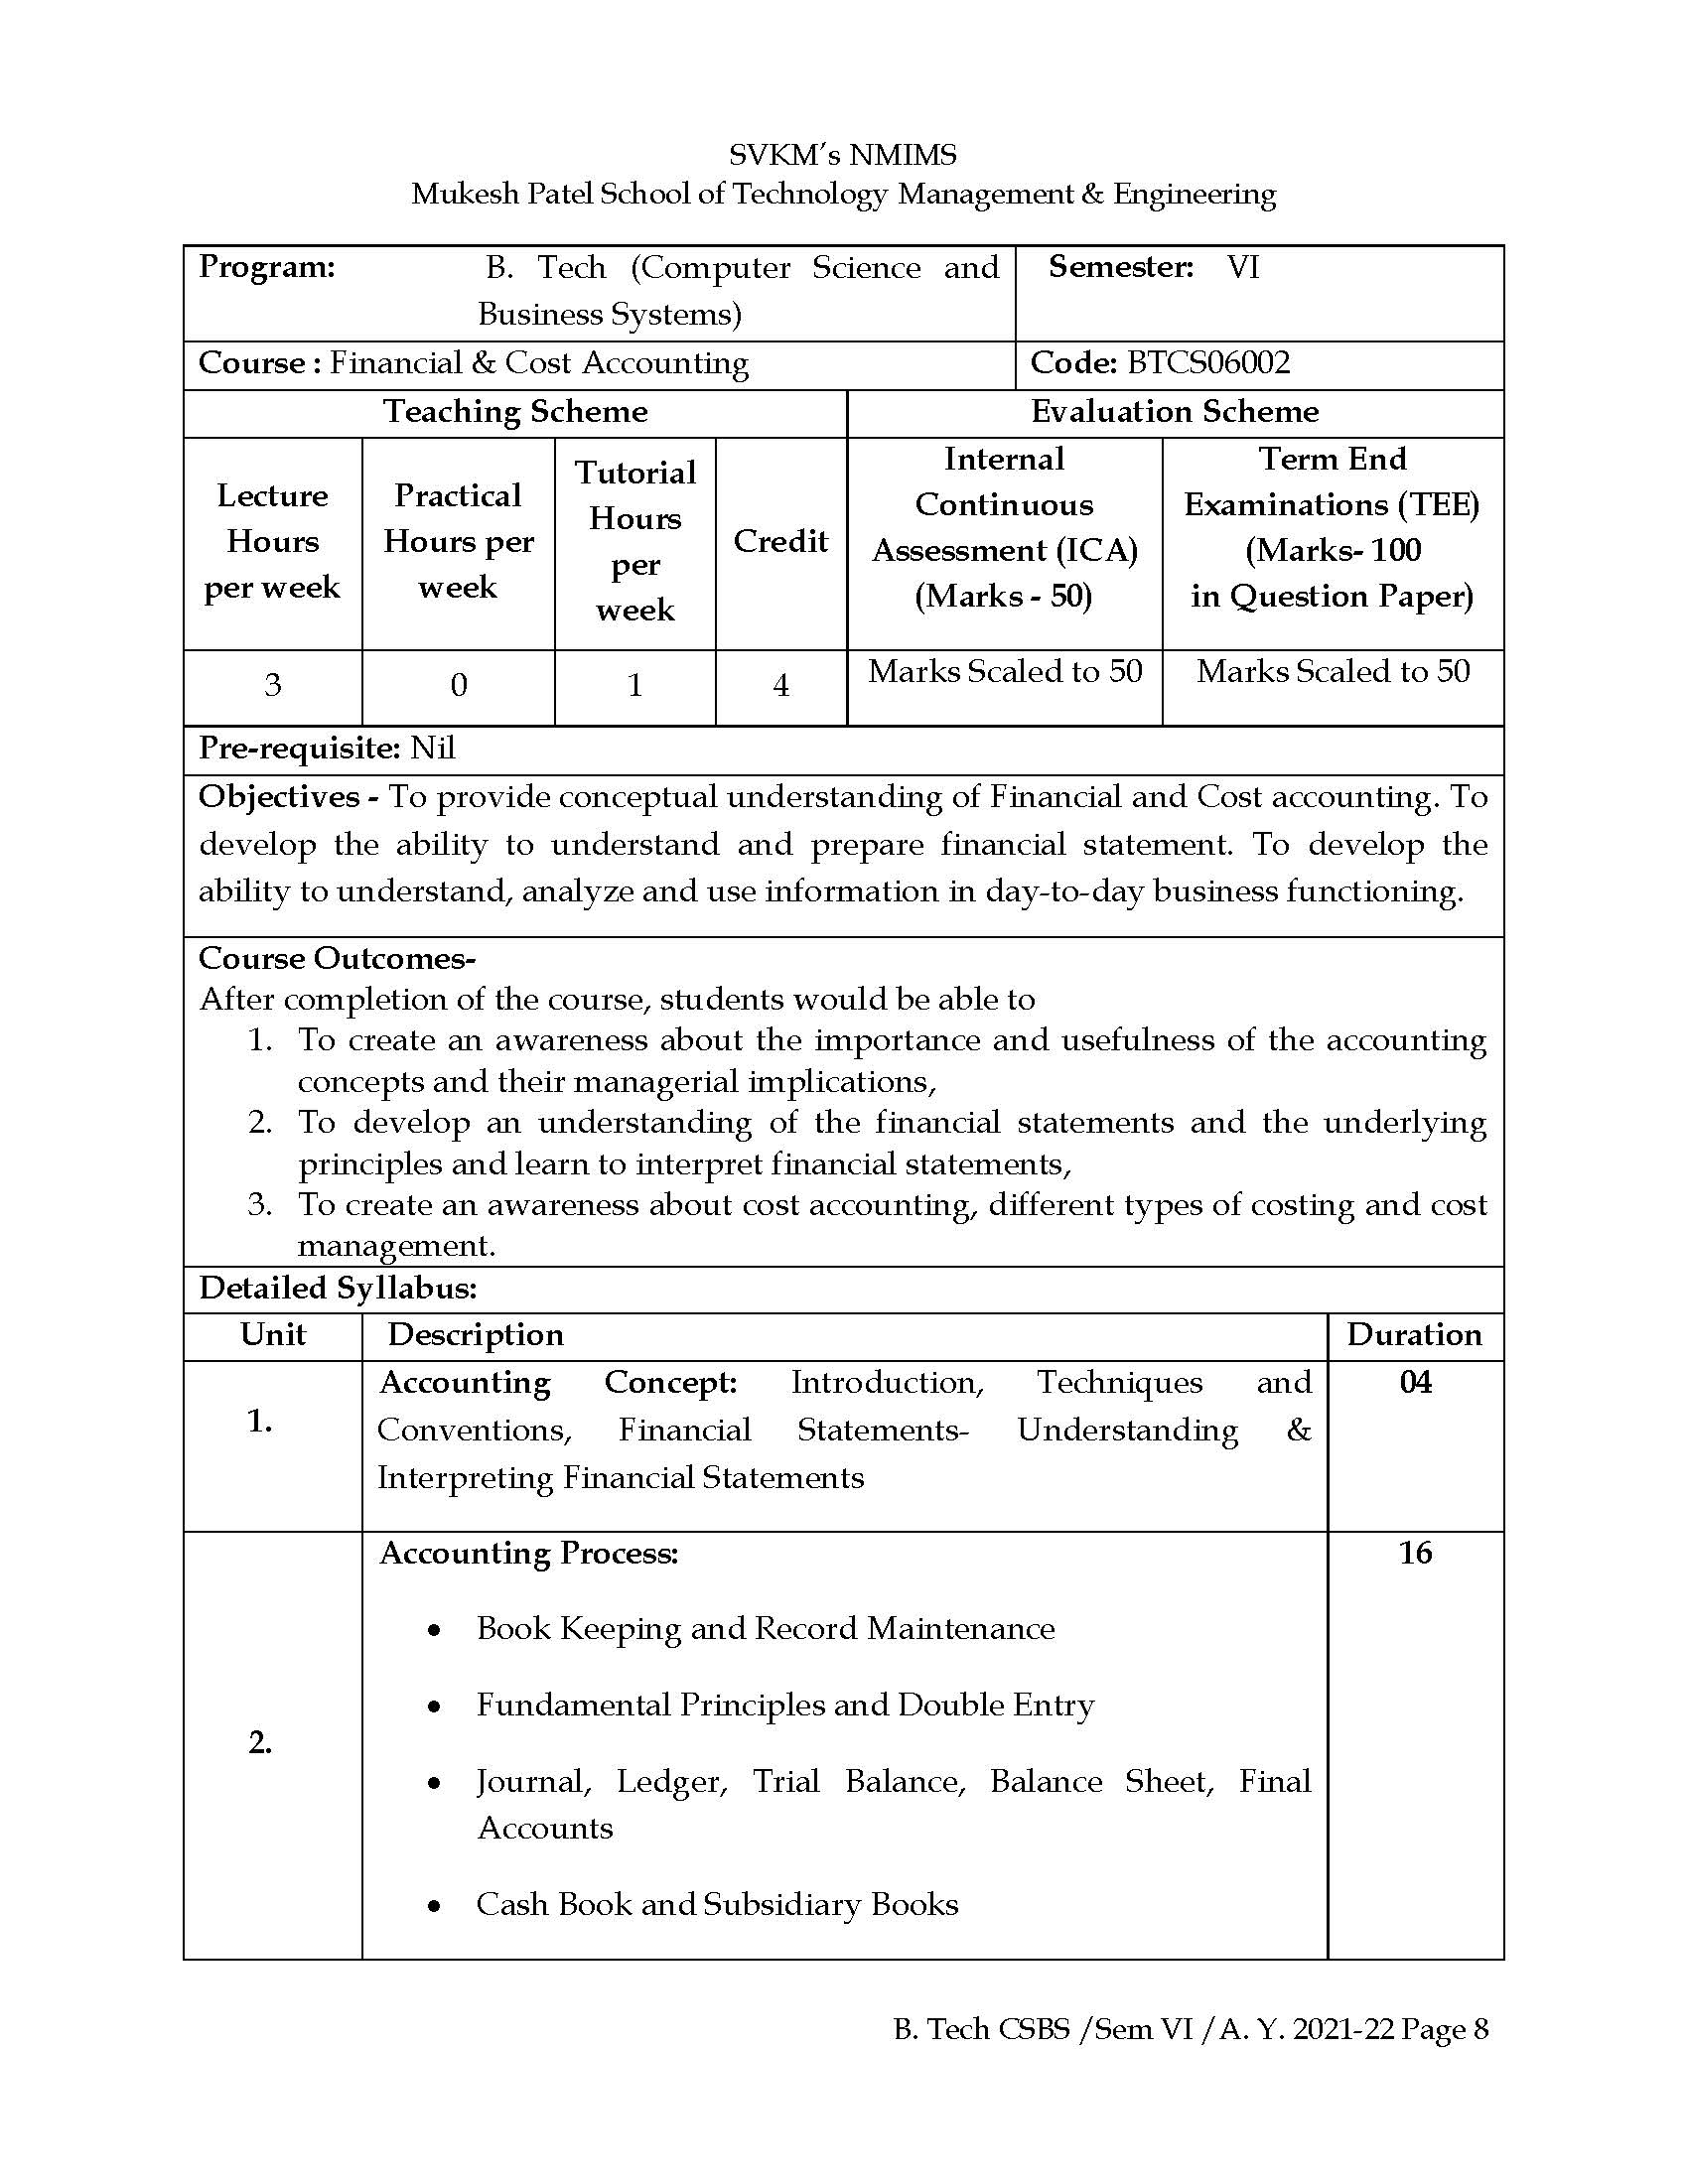 SVKM's NMIMS
Mukesh Patel School of Technology Management & Engineering
Program: B. Tech (Computer Science and
Business Systems)
Semester: VI
Course : Financial & Cost Accounting
Code: BTCS06002
Teaching Scheme
Evaluation Scheme
Lecture
Hours
per week
Practical
Hours per
week
Tutorial
Hours
per
week
Credit
Internal
Continuous
Assessment (ICA)
(Marks - 50)
Term End
Examinations (TEE)
(Marks- 100
in Question Paper)
3
0
1
4
Marks Scaled to 50
Marks Scaled to 50
Pre-requisite: Nil
Objectives - To provide conceptual understanding of Financial and Cost accounting. To
develop the ability to understand and prepare financial statement. To develop the
ability to understand, analyze and use information in day-to-day business functioning.
Course Outcomes-
After completion of the course, students would be able to
1. To create an awareness about the importance and usefulness of the accounting
concepts and their managerial implications,
2. To develop an understanding of the financial statements and the underlying
principles and learn to interpret financial statements,
3. To create an awareness about cost accounting, different types of costing and cost
management.
Detailed Syllabus:
Unit
Description
Duration
1.
Accounting Concept: Introduction, Techniques and
Conventions, Financial Statements- Understanding &
Interpreting Financial Statements
04
2.
Accounting Process:
• Book Keeping and Record Maintenance
• Fundamental Principles and Double Entry
• Journal, Ledger, Trial Balance, Balance Sheet, Final
Accounts
• Cash Book and Subsidiary Books
16
B. Tech CSBS /Sem VI /A. Y. 2021-22 Page 8